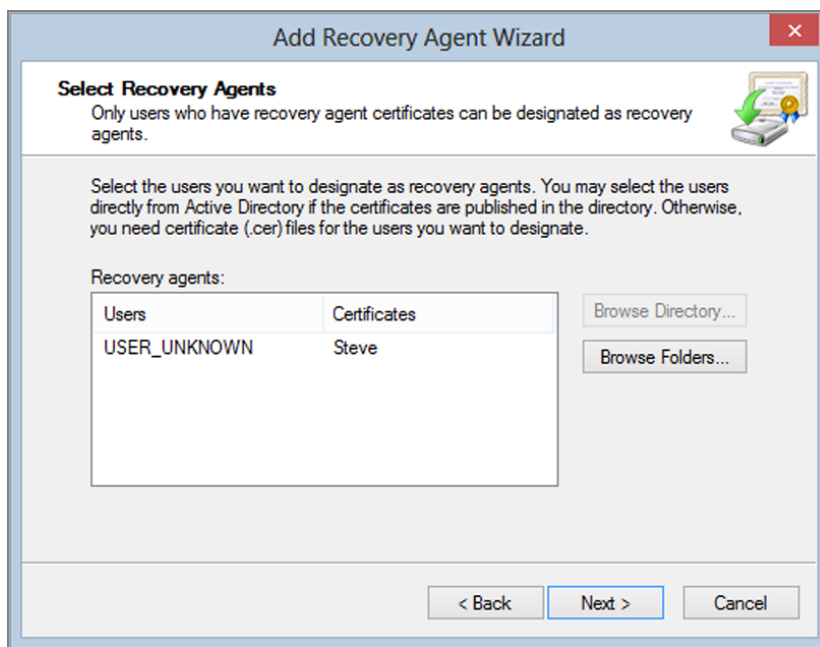 Add Recovery Agent Wizard
Select Recovery Agents
Only users who have recovery agent certificates can be designated as recovery
agents.
Select the users you want to designate as recovery agents. You may select the users
directly from Active Directory if the certificates are published in the directory. Otherwise,
you need certificate (.cer) files for the users you want to designate.
Recovery agents:
Users Certificates Browse Directory...
USER_UNKNOWN Steve Browse Folders...
< Back Next > Cancel